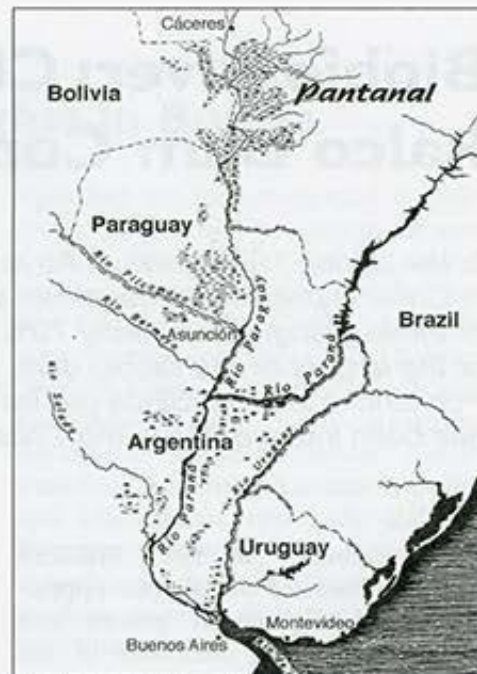 Cáceres
Bolivia
Pantanal
Paraguay
Río Pilcomayo
Río Bermejo
Asunción
Río Paraguay
Brazil
Río Paraná
Río Salado
Argentina
Río Paraná
Río Uruguay
Uruguay
Montevideo
Buenos Aires